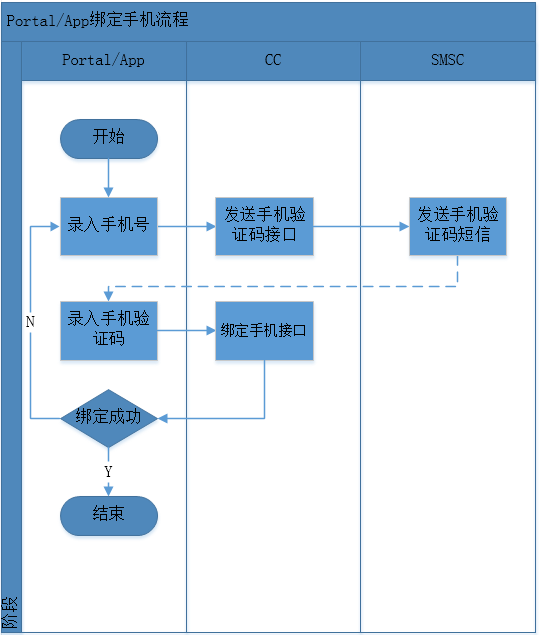 Portal/App绑定手机流程
Portal/App
CC
SMSC
开始
录入手机号
发送手机验
证码接口
发送手机验
证码短信
N
录入手机验
证码
绑定手机接口
绑定成功
Y
结束
阶段